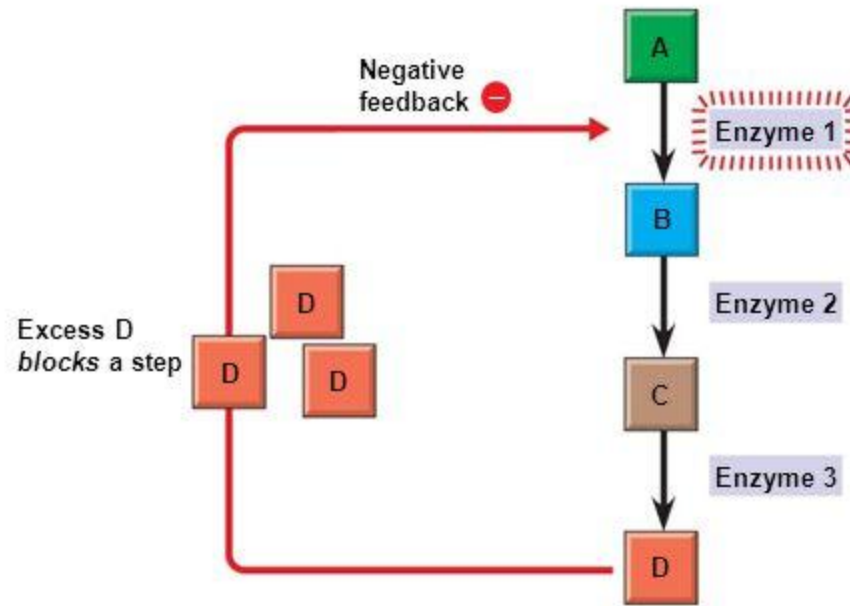 A
Negative
feedback −
Enzyme 1
B
D
Enzyme 2
Excess D
blocks a step
D
D
C
Enzyme 3
D